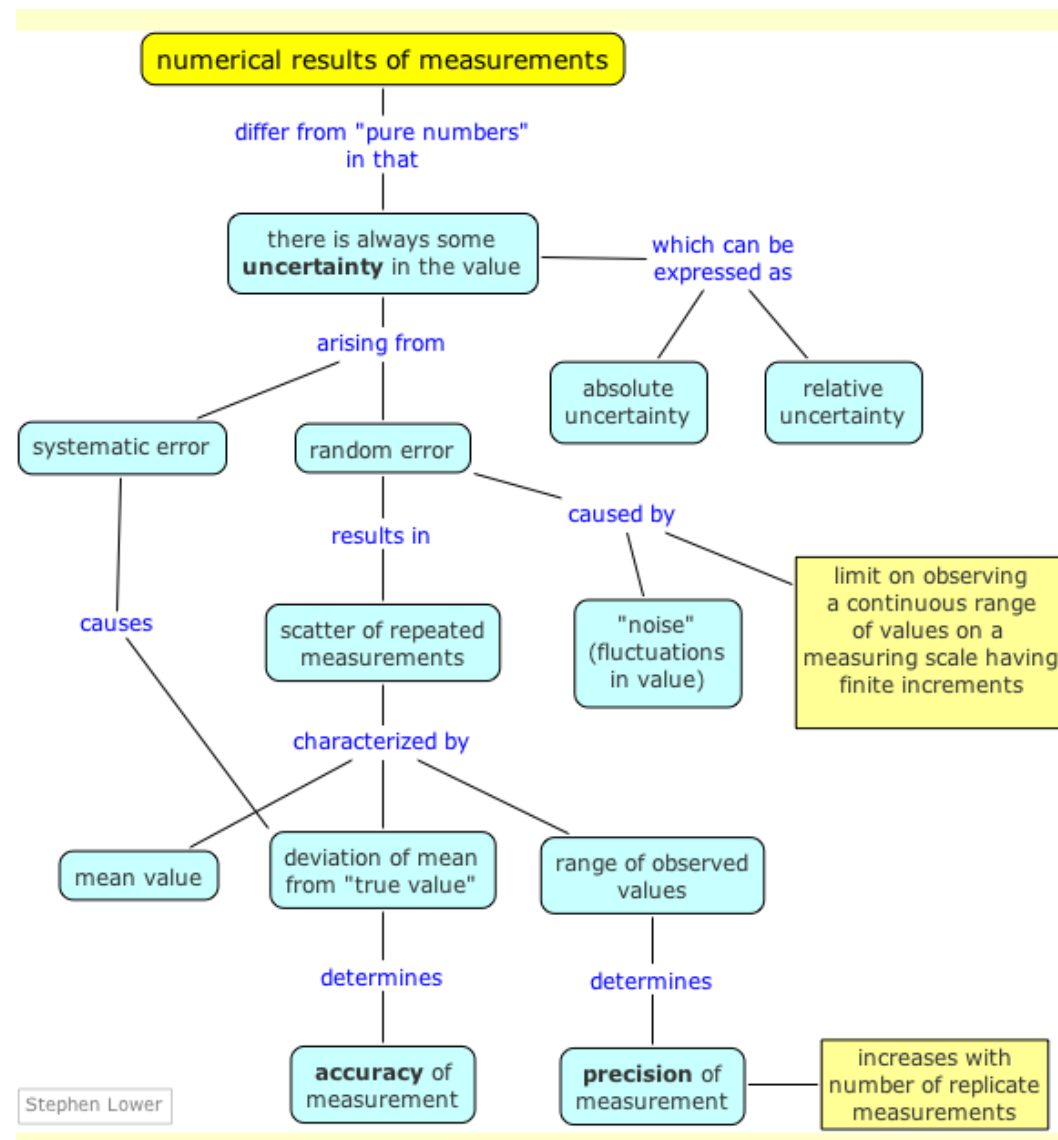 numerical results of measurements
differ from "pure numbers"
in that
there is always some
uncertainty in the value
which can be
expressed as
arising from
absolute
uncertainty
relative
uncertainty
systematic error
random error
caused by
results in
limit on observing
a continuous range
of values on a
measuring scale having
finite increments
causes
scatter of repeated
measurements
"noise"
(fluctuations
in value)
characterized by
mean value
deviation of mean
from "true value"
range of observed
values
determines
determines
accuracy of
measurement
precision of
measurement
increases with
number of replicate
measurements
Stephen Lower